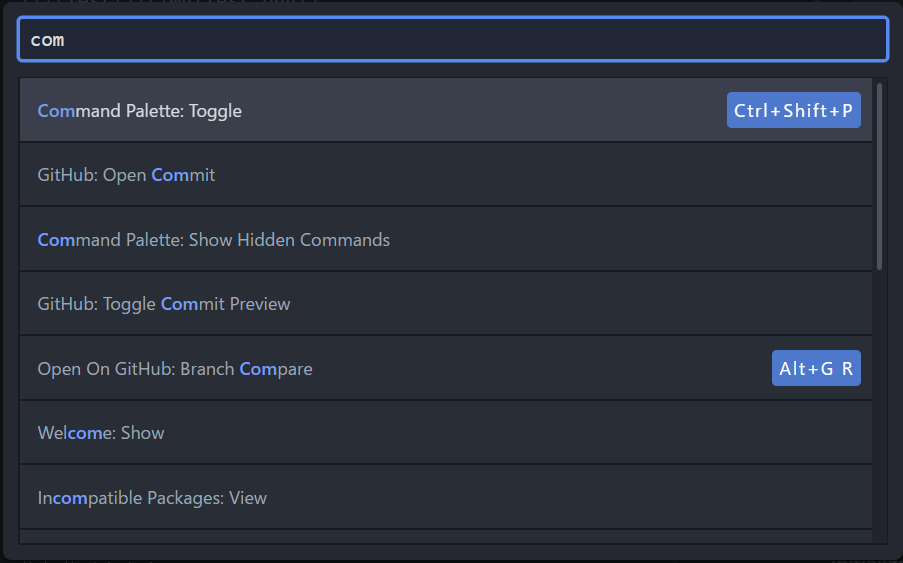 com
Command Palette: Toggle Ctrl+Shift+P
GitHub: Open Commit
Command Palette: Show Hidden Commands
GitHub: Toggle Commit Preview
Open On GitHub: Branch Compare Alt+G R
Welcome: Show
Incompatible Packages: View